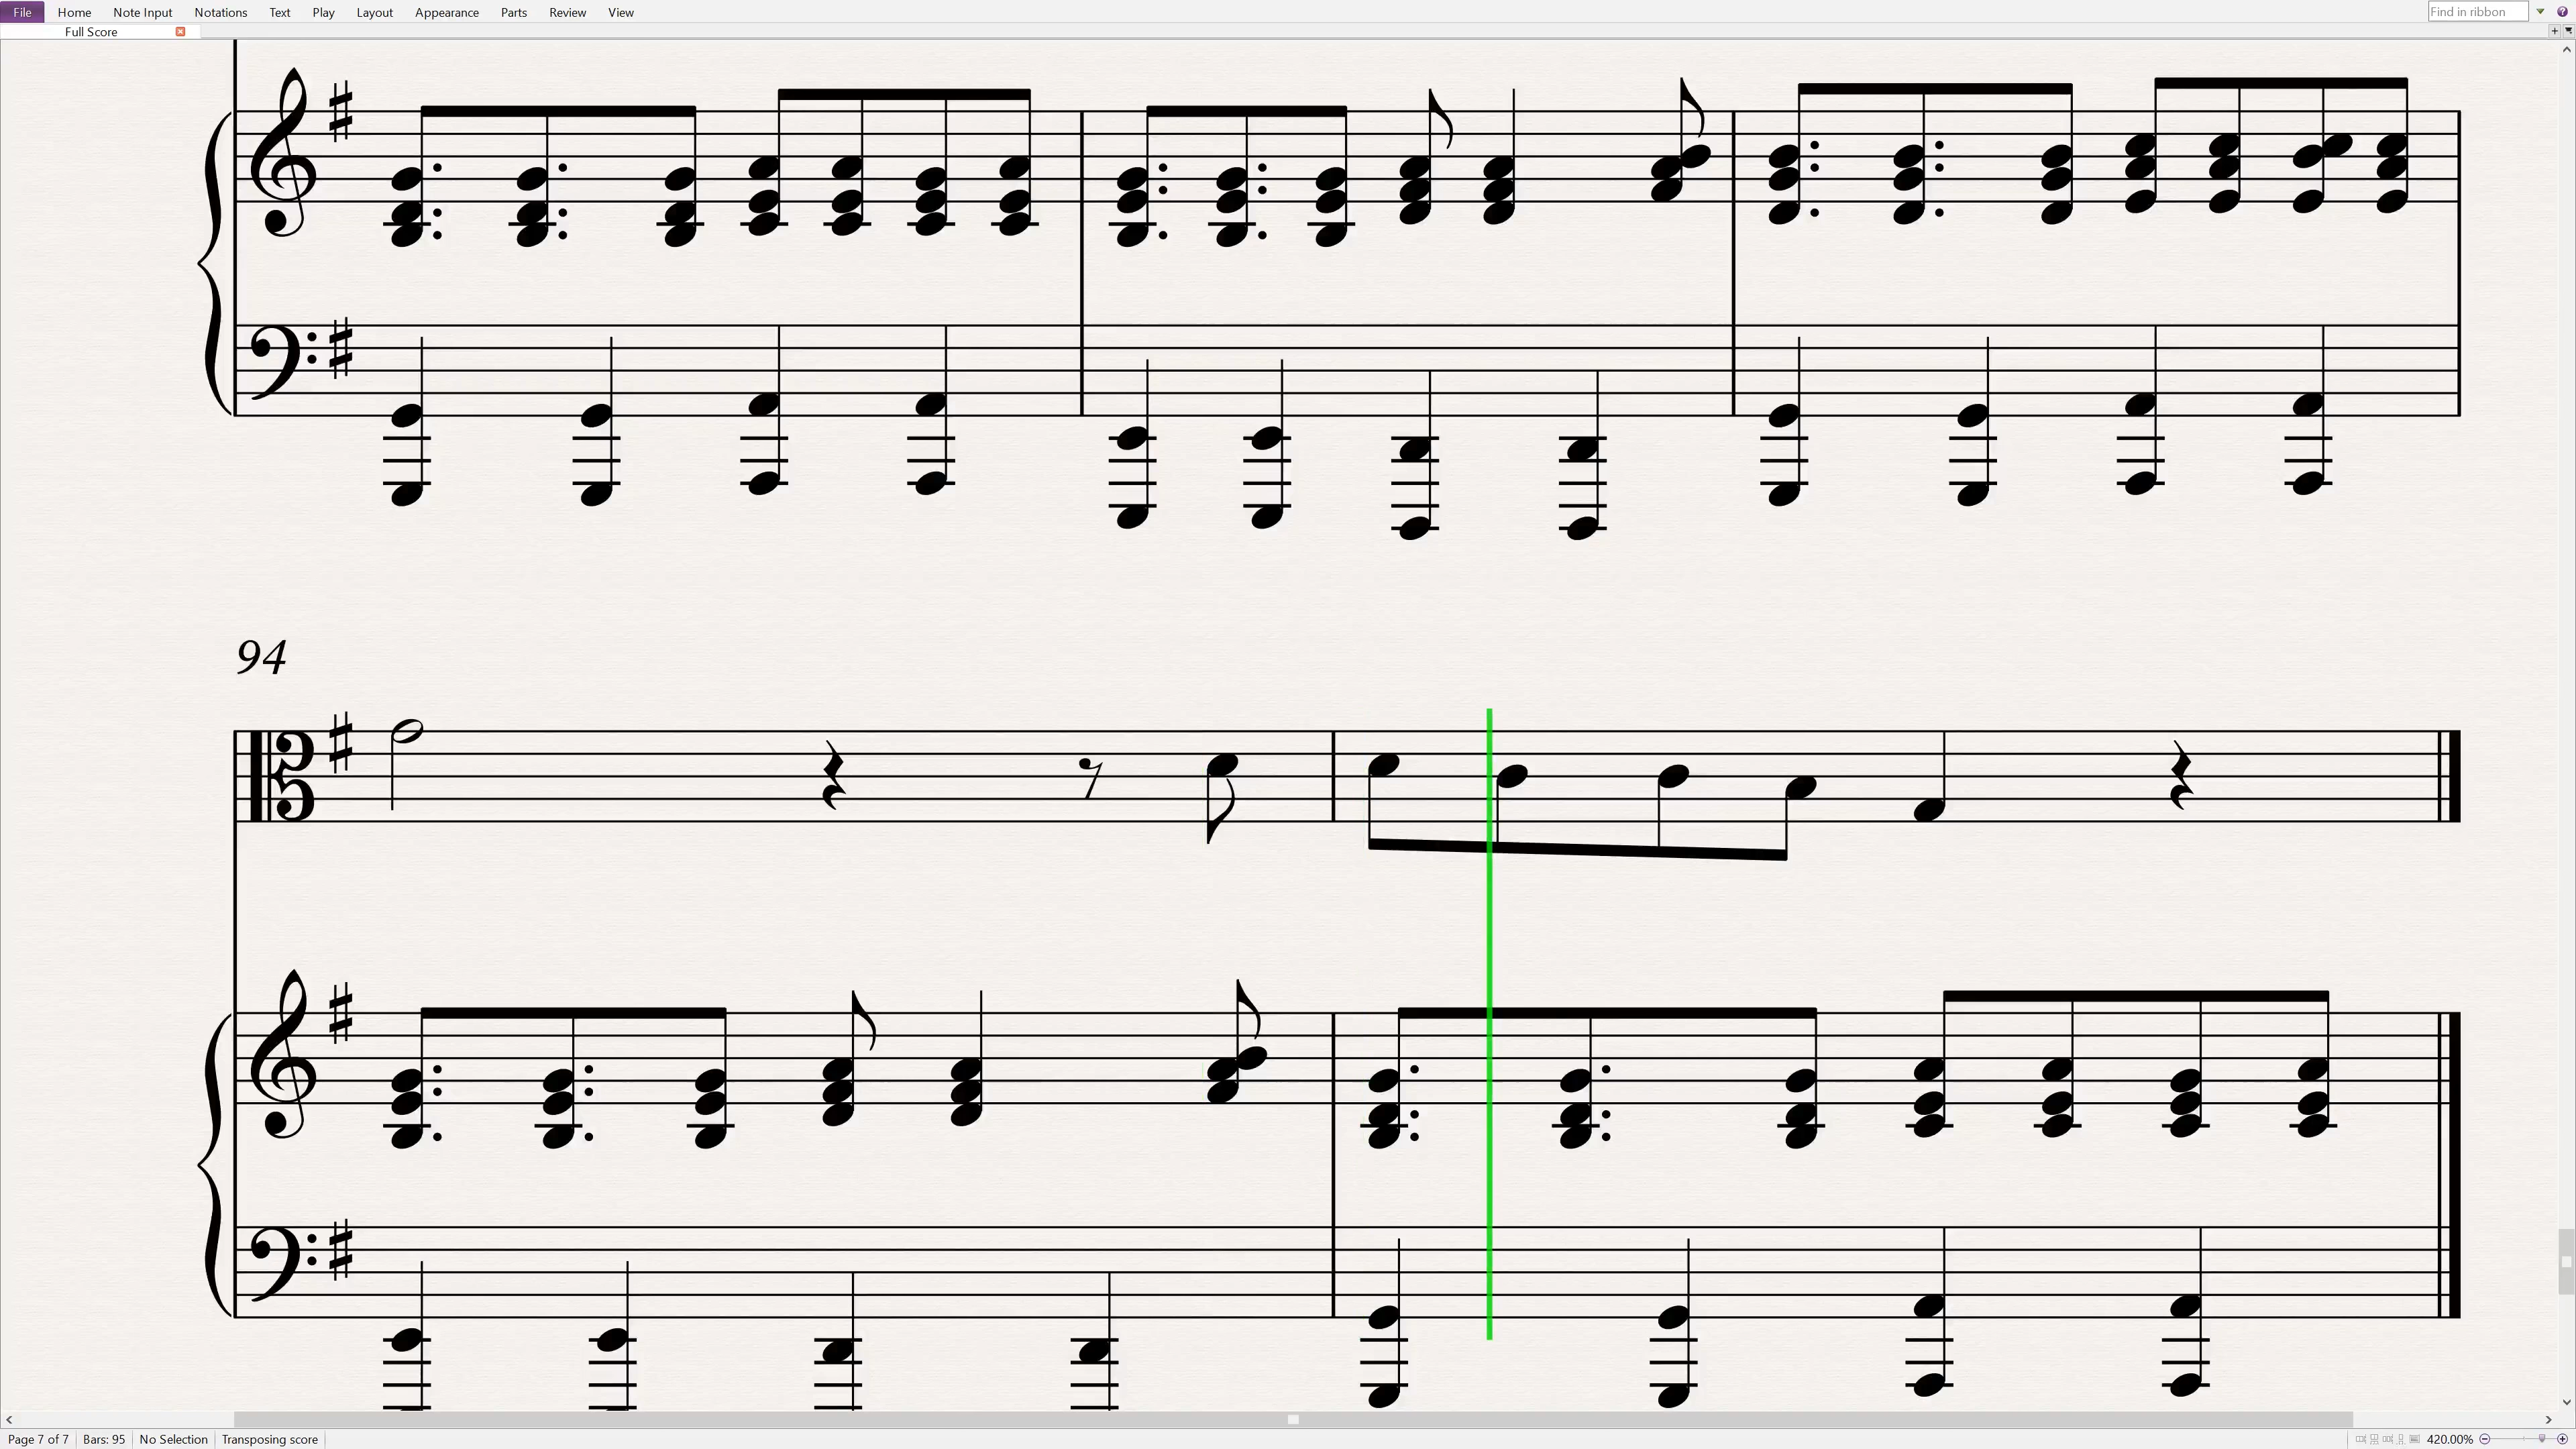 File Home Note Input Notations Text Play Layout Appearance Parts Review View Find in ribbon
Full Score
94
Page 7 of 7 Bars: 95 No Selection Transposing score 420.00%